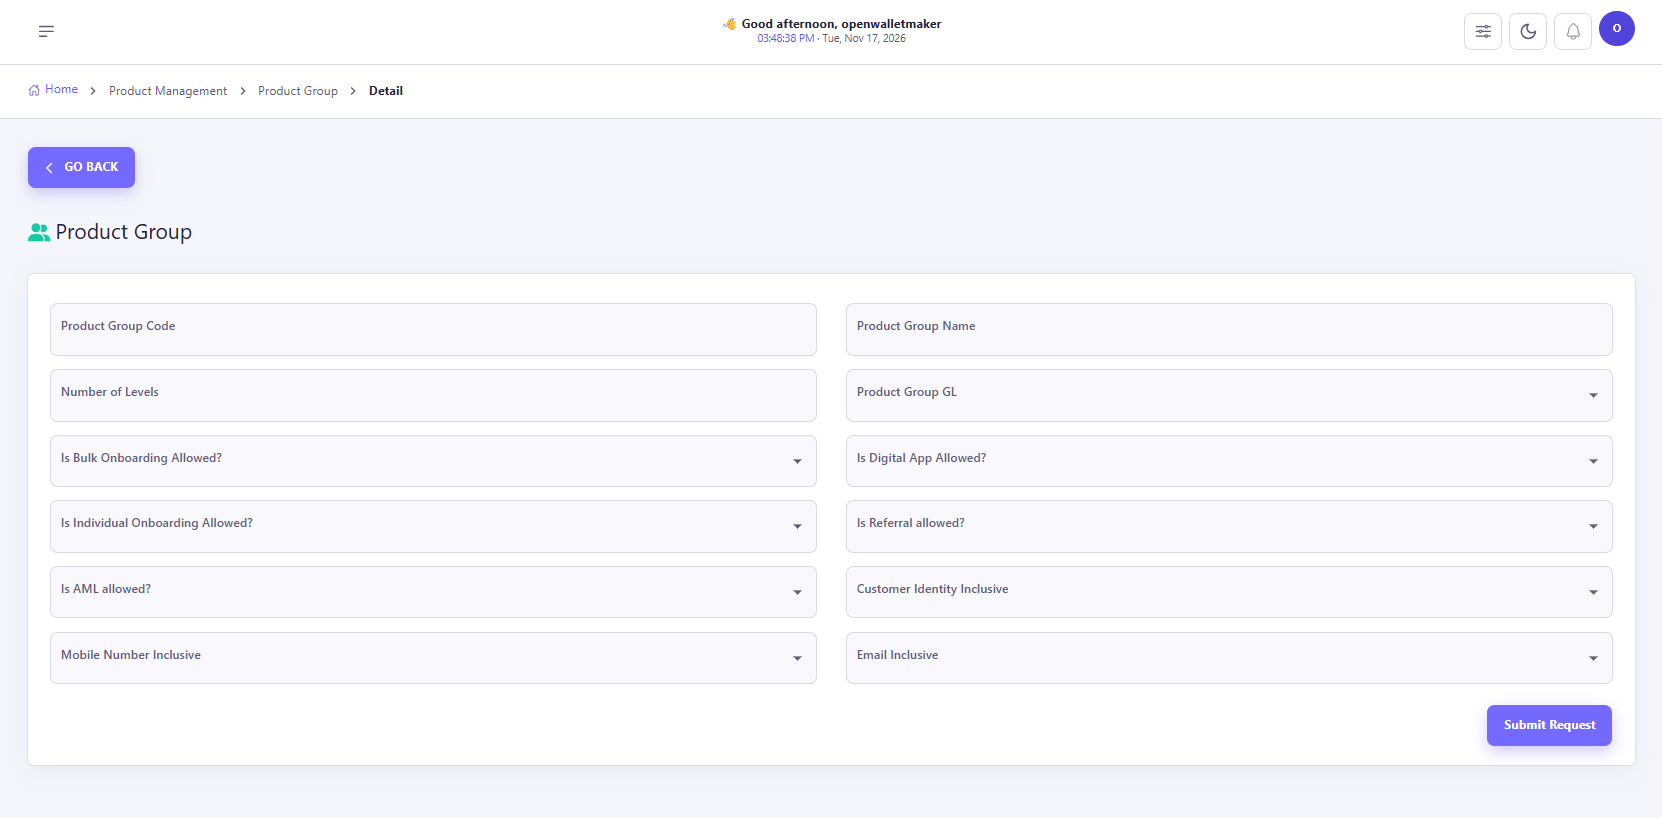 Good afternoon, openwalletmaker
03:48:38 PM · Tue, Nov 17, 2026
O
Home > Product Management > Product Group > Detail
GO BACK
Product Group
Product Group Code
Product Group Name
Number of Levels
Product Group GL
Is Bulk Onboarding Allowed?
Is Digital App Allowed?
Is Individual Onboarding Allowed?
Is Referral allowed?
Is AML allowed?
Customer Identity Inclusive
Mobile Number Inclusive
Email Inclusive
Submit Request